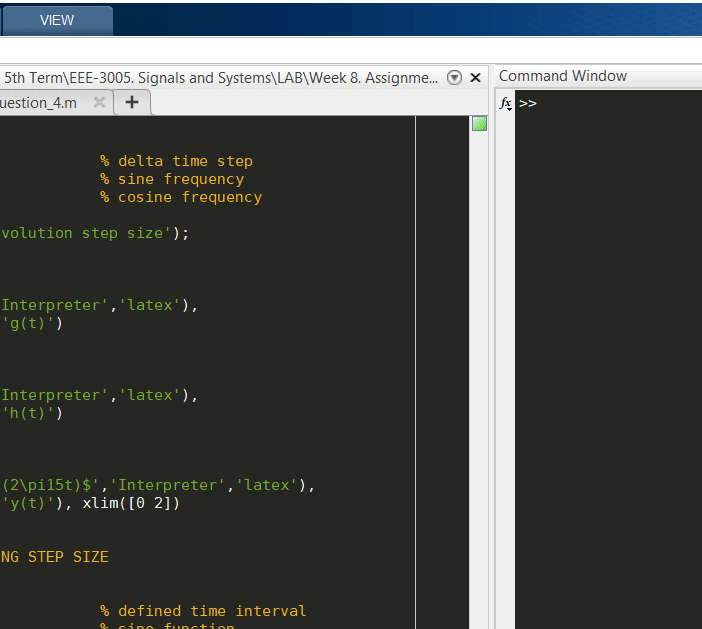 VIEW
5th Term\EEE-3005. Signals and Systems\LAB\Week 8. Assignme...
Command Window
uestion_4.m
fx >>
% delta time step
% sine frequency
% cosine frequency
volution step size');
Interpreter','latex'),
'g(t)')
Interpreter','latex'),
'h(t)')
(2\pi15t)$','Interpreter','latex'),
'y(t)'), xlim([0 2])
NG STEP SIZE
% defined time interval
% sine function